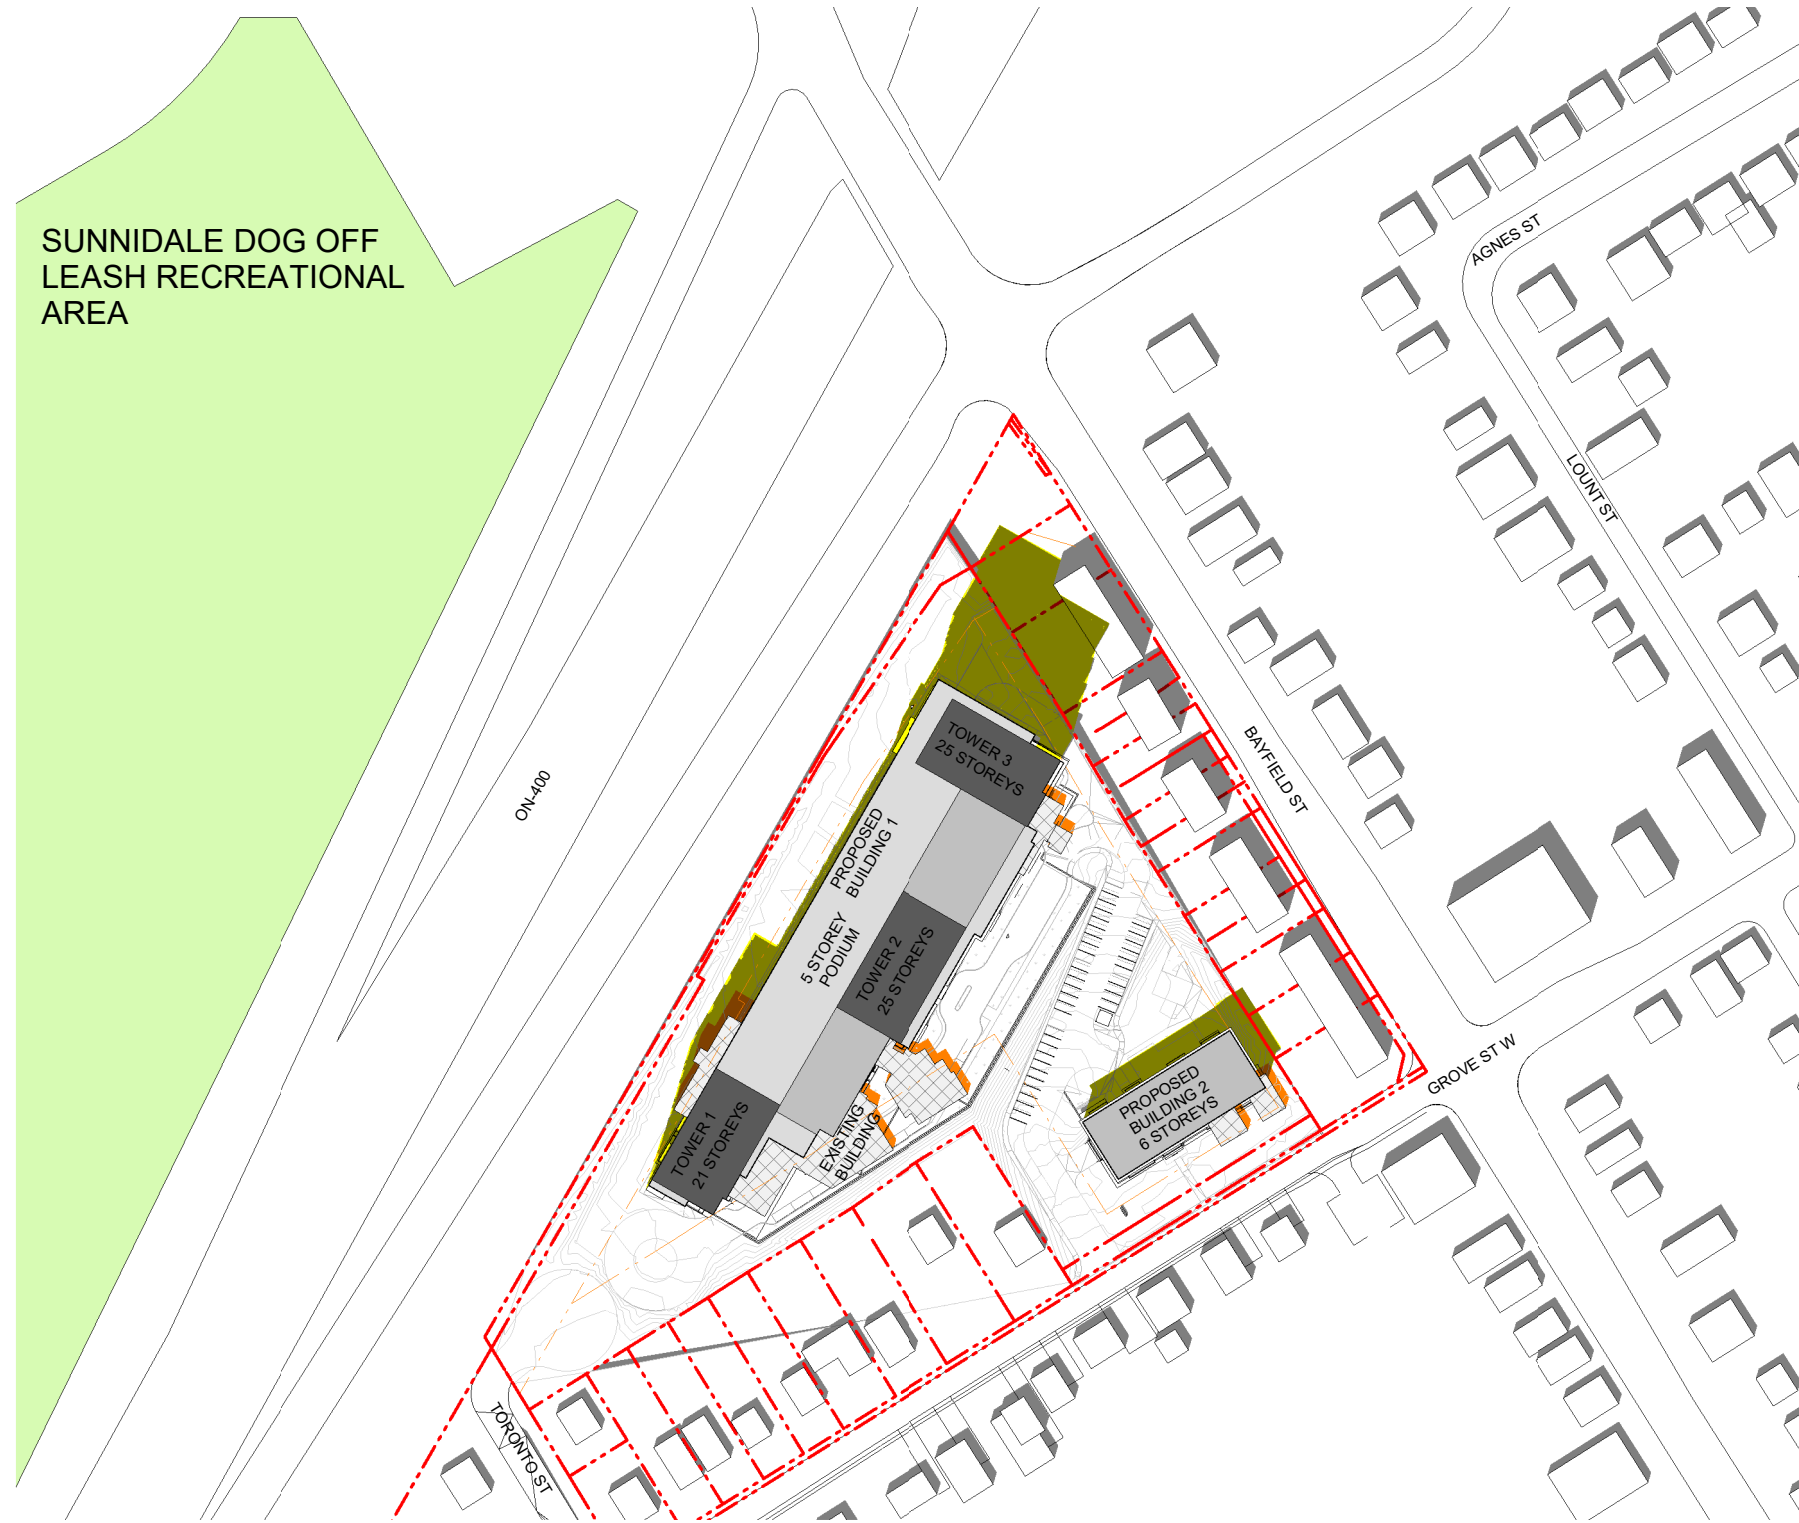 SUNNIDALE DOG OFF
LEASH RECREATIONAL
AREA
AGNES ST
LOUNT ST
BAYFIELD ST
ON-400
TOWER 3
25 STOREYS
PROPOSED
BUILDING 1
5 STOREY
PODIUM
TOWER 2
25 STOREYS
TOWER 1
21 STOREYS
EXISTING
BUILDING
PROPOSED
BUILDING 2
6 STOREYS
GROVE ST W
TORONTO ST